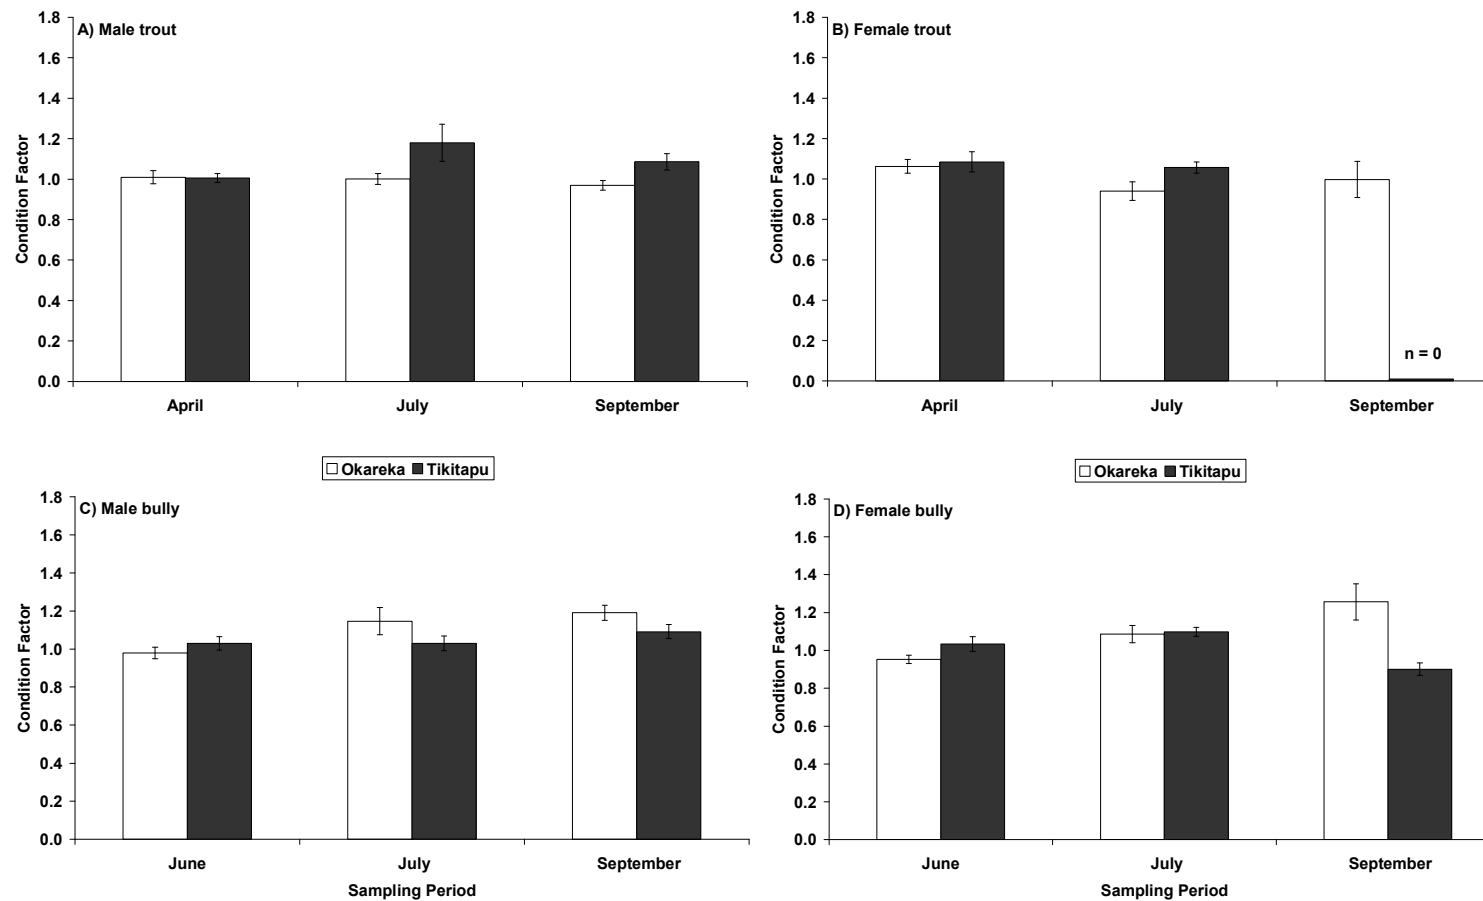 A) Male trout
Condition Factor
1.8
1.6
1.4
1.2
1.0
0.8
0.6
0.4
0.2
0.0
April July September
B) Female trout
Condition Factor
1.8
1.6
1.4
1.2
1.0
0.8
0.6
0.4
0.2
0.0
n = 0
April July September
Okareka Tikitapu
C) Male bully
Condition Factor
1.8
1.6
1.4
1.2
1.0
0.8
0.6
0.4
0.2
0.0
June July September
Sampling Period
Okareka Tikitapu
D) Female bully
Condition Factor
1.8
1.6
1.4
1.2
1.0
0.8
0.6
0.4
0.2
0.0
June July September
Sampling Period